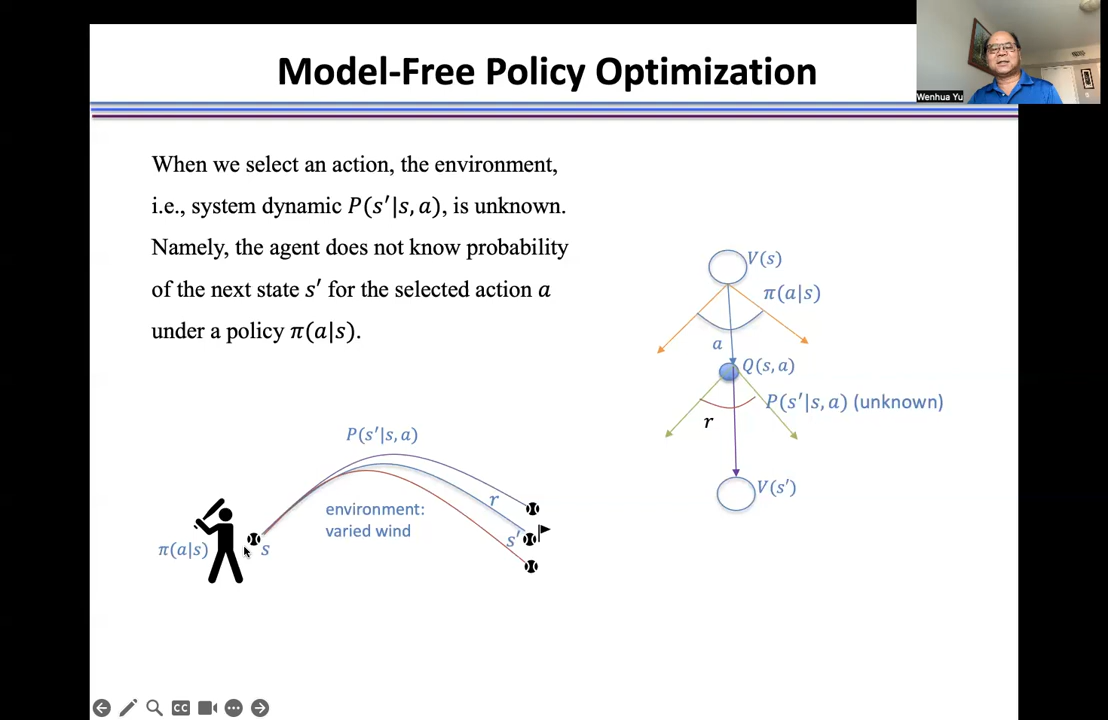 Model-Free Policy Optimization
Wenhua Yu
When we select an action, the environment,
i.e., system dynamic P(s′|s, a), is unknown.
Namely, the agent does not know probability
of the next state s′ for the selected action a
under a policy π(a|s).
V(s)
π(a|s)
a
Q(s, a)
P(s′|s, a) (unknown)
r
V(s′)
P(s′|s, a)
environment:
varied wind
r
s′
π(a|s)
s
CC